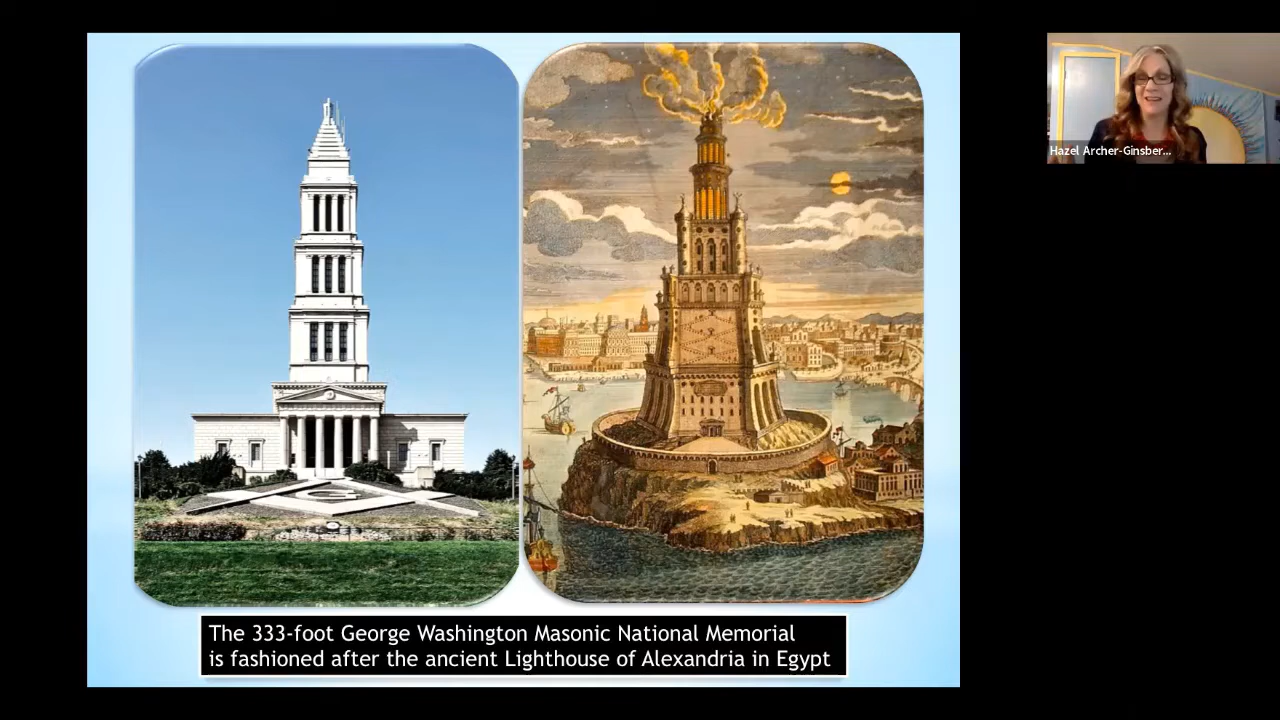 Hazel Archer-Ginsber...
The 333-foot George Washington Masonic National Memorial
is fashioned after the ancient Lighthouse of Alexandria in Egypt